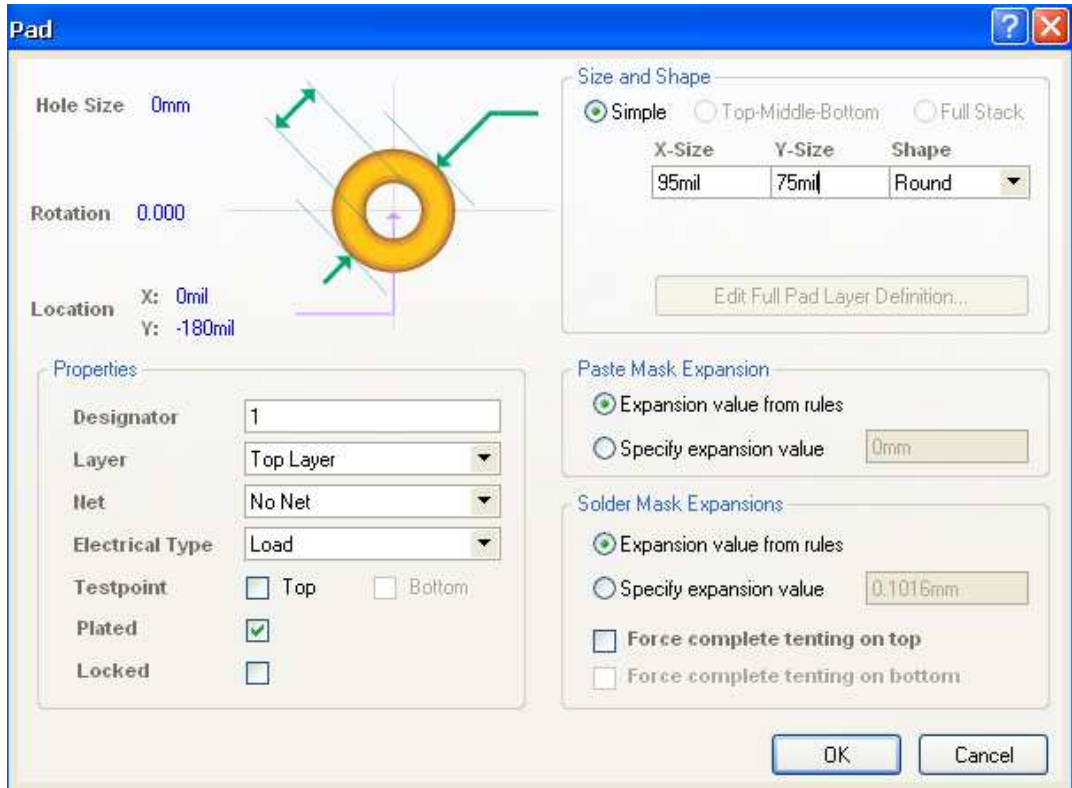 Pad
Hole Size 0mm
Rotation 0.000
Location X: 0mil
Y: -180mil
Size and Shape
Simple Top-Middle-Bottom Full Stack
X-Size Y-Size Shape
95mil 75mil Round
Edit Full Pad Layer Definition...
Properties
Designator 1
Layer Top Layer
Net No Net
Electrical Type Load
Testpoint Top Bottom
Plated
Locked
Paste Mask Expansion
Expansion value from rules
Specify expansion value 0mm
Solder Mask Expansions
Expansion value from rules
Specify expansion value 0.1016mm
Force complete tenting on top
Force complete tenting on bottom
OK Cancel